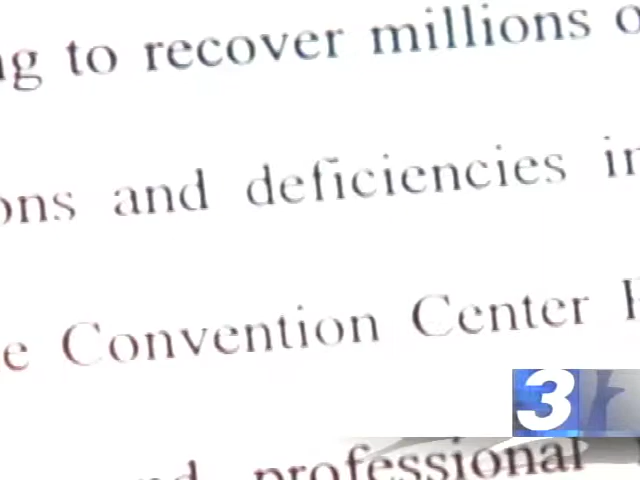 to recover millions
and deficiencies
Convention Center
professional
3